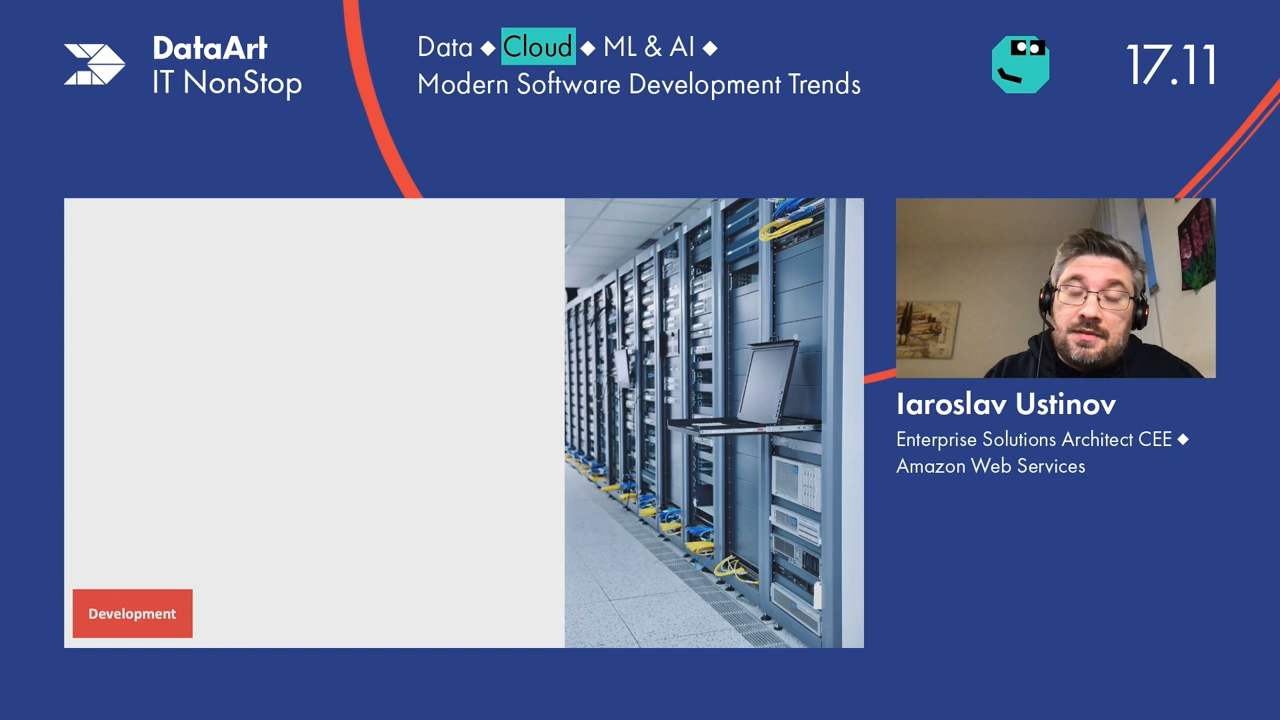 DataArt
IT NonStop
Data ◆ Cloud ◆ ML & AI ◆
Modern Software Development Trends
17.11
Development
Iaroslav Ustinov
Enterprise Solutions Architect CEE ◆
Amazon Web Services